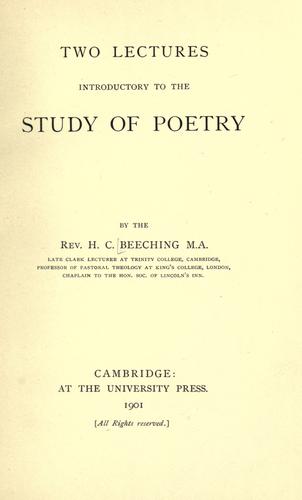 TWO LECTURES
INTRODUCTORY TO THE
STUDY OF POETRY
BY THE
REV. H. C. BEECHING M.A.
LATE CLARK LECTURER AT TRINITY COLLEGE, CAMBRIDGE,
PROFESSOR OF PASTORAL THEOLOGY AT KING'S COLLEGE, LONDON,
CHAPLAIN TO THE HON. SOC. OF LINCOLN'S INN.
CAMBRIDGE:
AT THE UNIVERSITY PRESS.
1901
[All Rights reserved.]